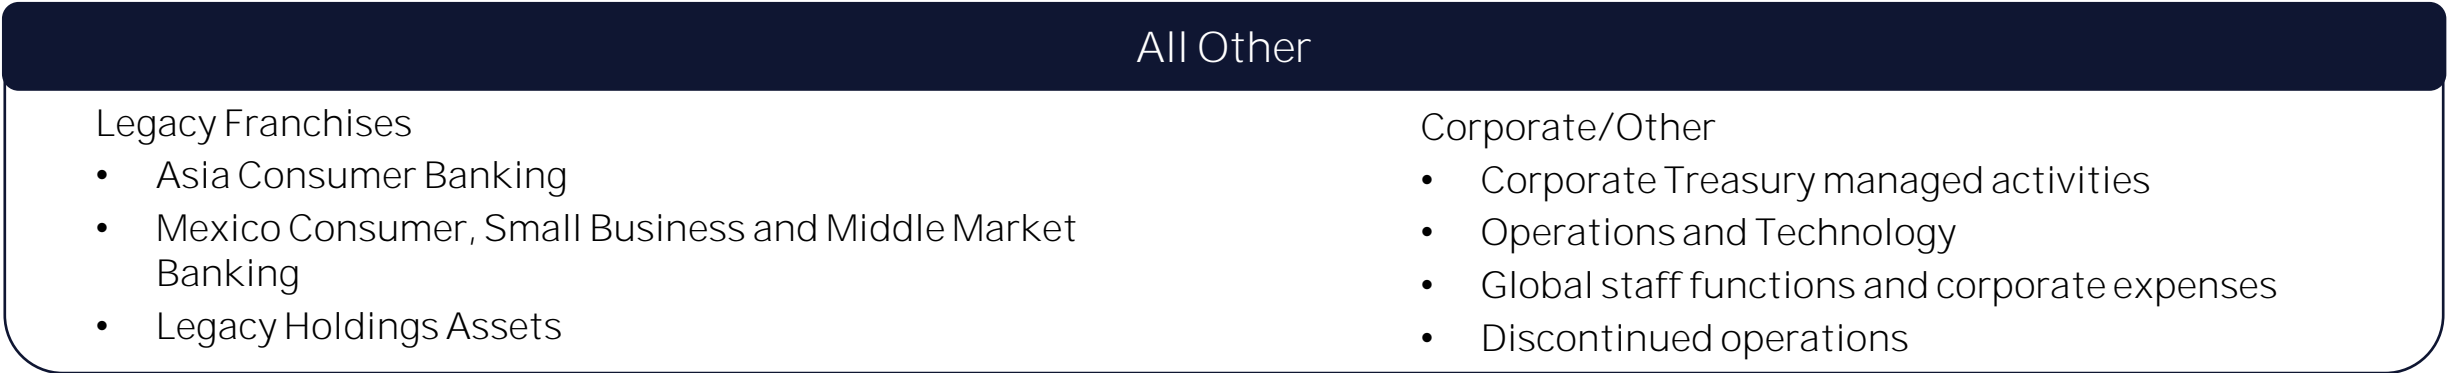 All Other
Legacy Franchises
• Asia Consumer Banking
• Mexico Consumer, Small Business and Middle Market
Banking
• Legacy Holdings Assets
Corporate/Other
• Corporate Treasury managed activities
• Operations and Technology
• Global staff functions and corporate expenses
• Discontinued operations